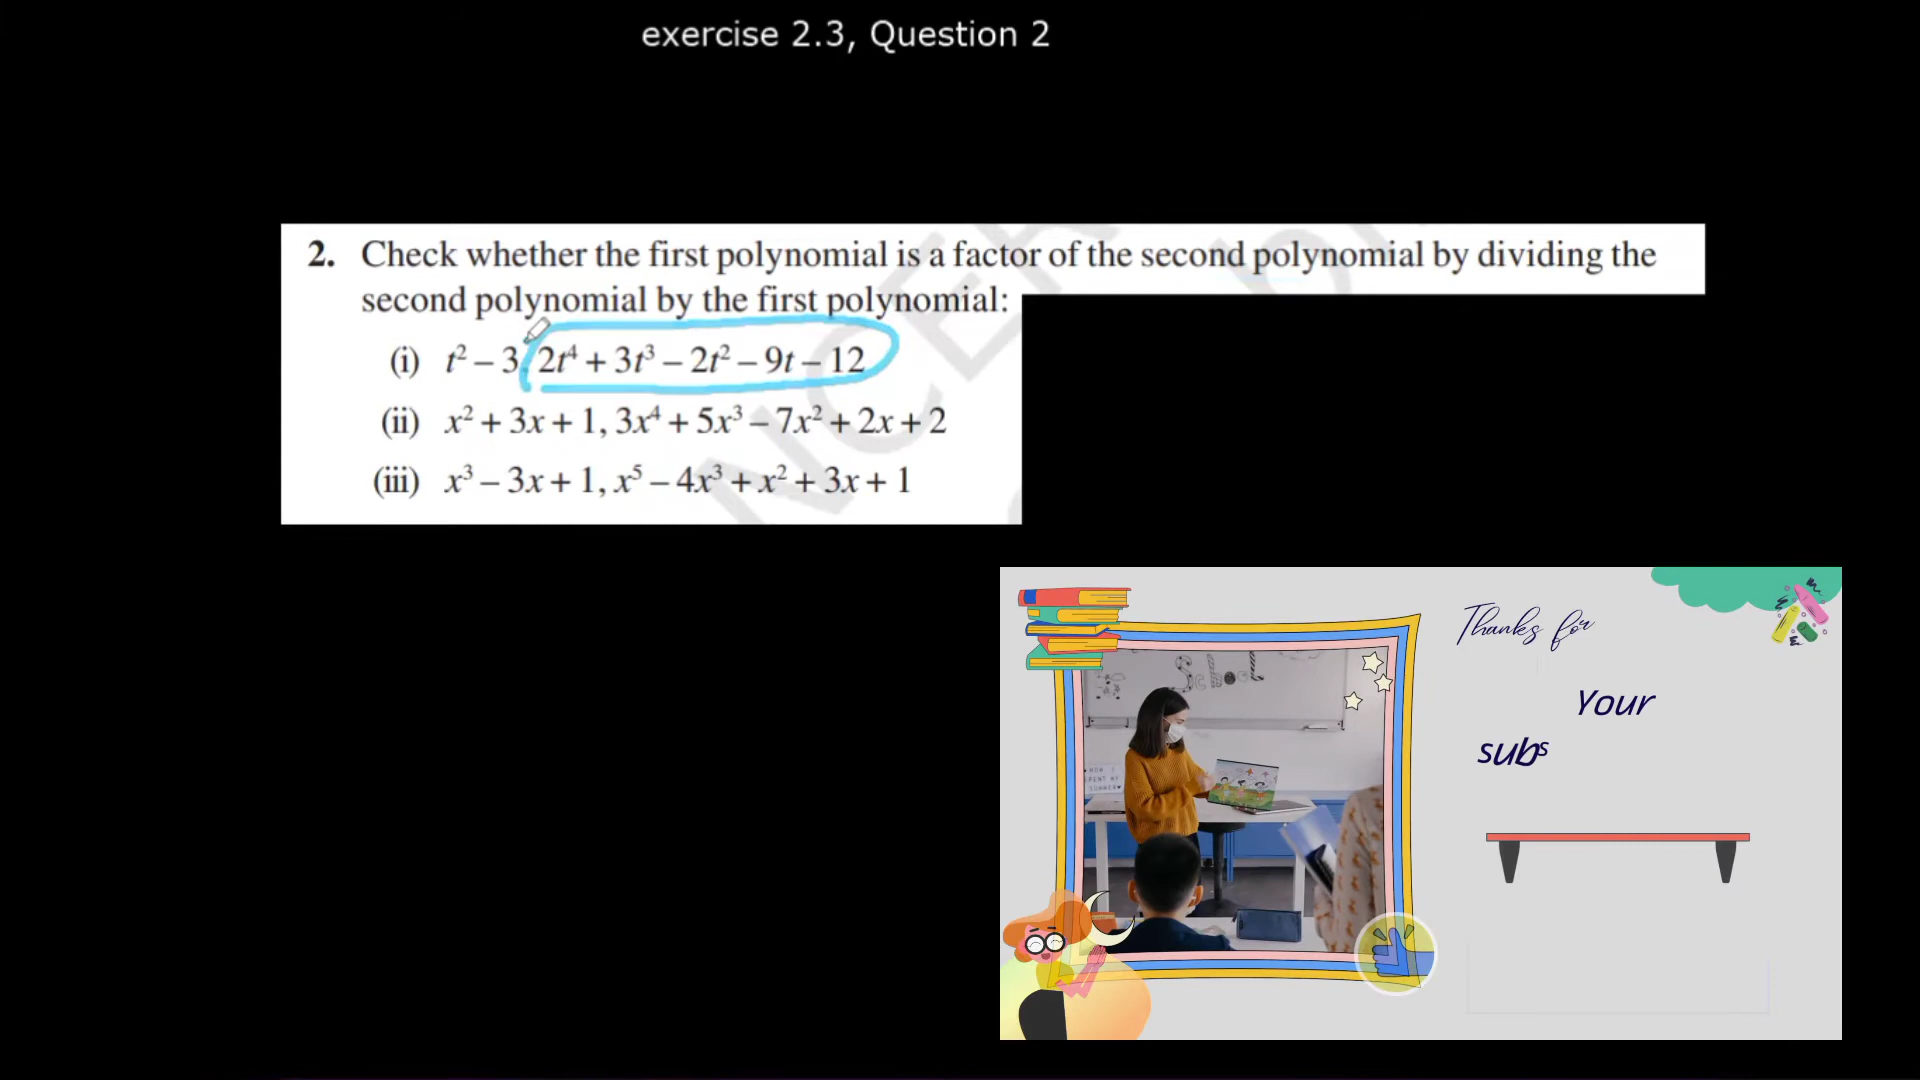 exercise 2.3, Question 2
2. Check whether the first polynomial is a factor of the second polynomial by dividing the
second polynomial by the first polynomial:
(i) t² – 3, 2t⁴ + 3t³ – 2t² – 9t – 12
(ii) x² + 3x + 1, 3x⁴ + 5x³ – 7x² + 2x + 2
(iii) x³ – 3x + 1, x⁵ – 4x³ + x² + 3x + 1
Thanks for
Your
subs
School